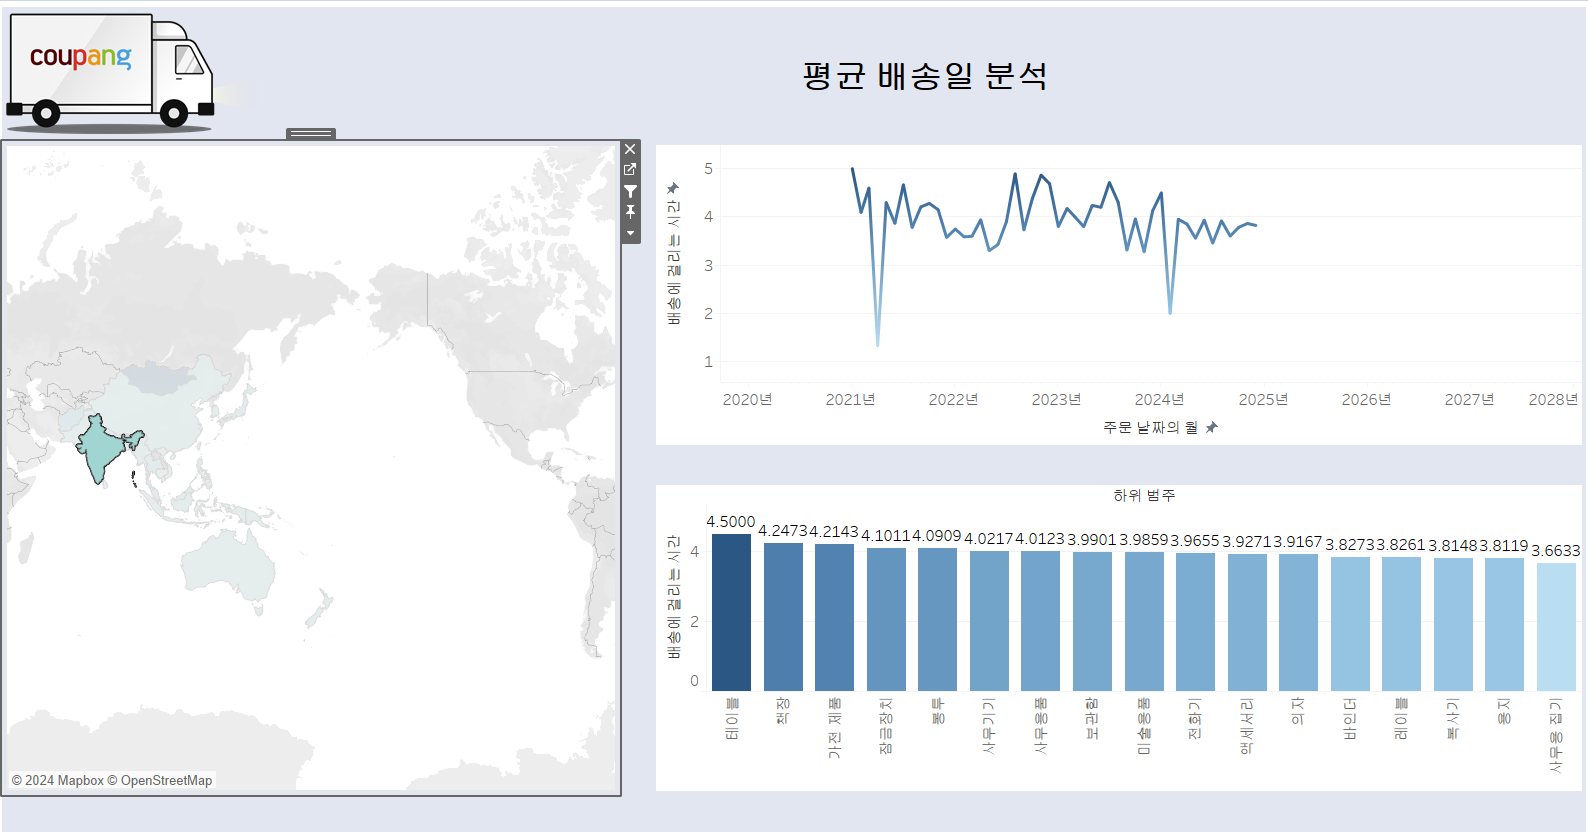 coupang
평균 배송일 분석
© 2024 Mapbox © OpenStreetMap
배송에 걸리는 시간
5
4
3
2
1
2020년 2021년 2022년 2023년 2024년 2025년 2026년 2027년 2028년
주문 날짜의 월
하위 범주
배송에 걸리는 시간
4
2
0
4.5000 4.2473 4.2143 4.1011 4.0909 4.0217 4.0123 3.9901 3.9859 3.9655 3.9271 3.9167 3.8273 3.8261 3.8148 3.8119 3.6633
테이블
책장
가전 제품
잠금장치
봉투
사무기기
사무용품
보관함
미술용품
전화기
액세서리
의자
바인더
레이블
복사기
용지
사무용 집기